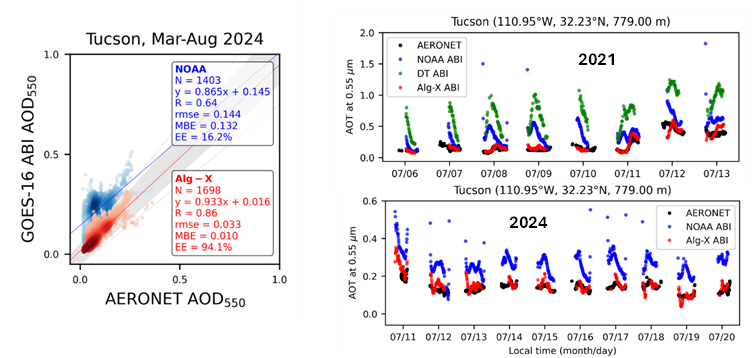 Tucson, Mar-Aug 2024
GOES-16 ABI AOD550
1.0
0.5
0.0
NOAA
N = 1403
y = 0.865x + 0.145
R = 0.64
rmse = 0.144
MBE = 0.132
EE = 16.2%
Alg − X
N = 1698
y = 0.933x + 0.016
R = 0.86
rmse = 0.033
MBE = 0.010
EE = 94.1%
0.0 0.5 1.0
AERONET AOD550
Tucson (110.95°W, 32.23°N, 779.00 m)
2021
AOT at 0.55 μm
2.0
1.5
1.0
0.5
0.0
AERONET
NOAA ABI
DT ABI
Alg-X ABI
07/06 07/07 07/08 07/09 07/10 07/11 07/12 07/13
Tucson (110.95°W, 32.23°N, 779.00 m)
2024
AOT at 0.55 μm
0.6
0.4
0.2
0.0
AERONET
NOAA ABI
Alg-X ABI
07/11 07/12 07/13 07/14 07/15 07/16 07/17 07/18 07/19 07/20
Local time (month/day)